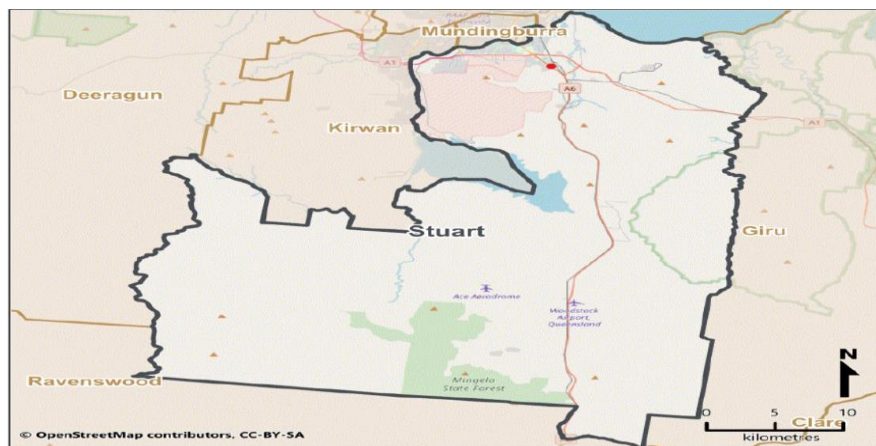 Mundingburra
A1
A6
Deeragun
Kirwan
A1
Stuart
Giru
Ace Aerodrome
Woodstock
Airport,
Queensland
Ravenswood
Mingela
State Forest
N
0 5 10
kilometres
Clare
© OpenStreetMap contributors, CC-BY-SA